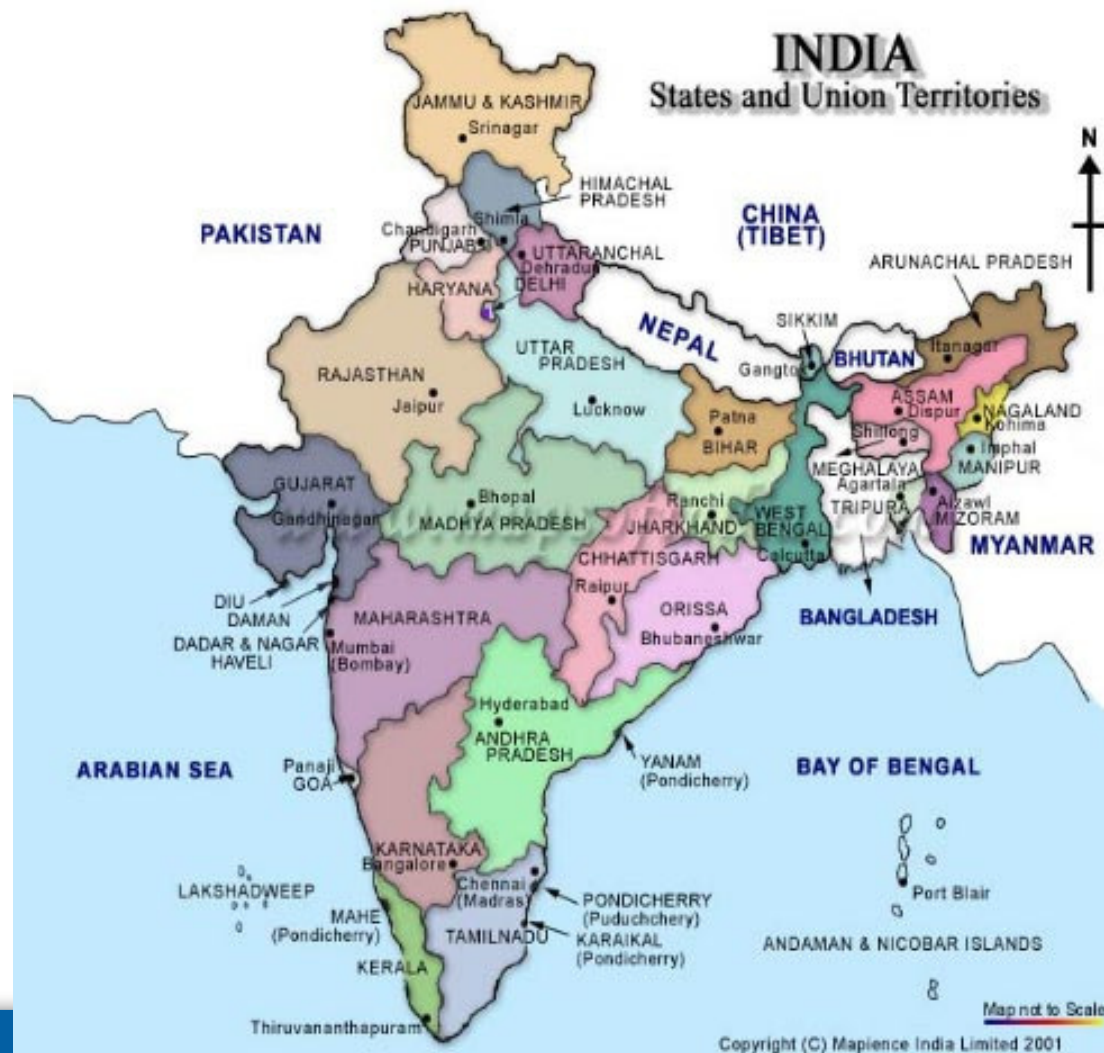 INDIA
States and Union Territories
N
JAMMU & KASHMIR
Srinagar
HIMACHAL
PRADESH
PAKISTAN
CHINA
(TIBET)
Chandigarh
Shimla
PUNJAB
UTTARANCHAL
Dehradun
DELHI
HARYANA
ARUNACHAL PRADESH
SIKKIM
NEPAL
BHUTAN
Itanagar
Gangtok
UTTAR
PRADESH
RAJASTHAN
Jaipur
Lucknow
Patna
BIHAR
ASSAM
Dispur
NAGALAND
Kohima
Shillong
Imphal
MEGHALAYA
MANIPUR
Agartala
TRIPURA
Aizawl
MIZORAM
GUJARAT
Gandhinagar
Bhopal
MADHYA PRADESH
Ranchi
JHARKHAND
WEST
BENGAL
Calcutta
MYANMAR
CHHATTISGARH
Raipur
DIU
DAMAN
DADAR & NAGAR
HAVELI
MAHARASHTRA
Mumbai
(Bombay)
ORISSA
Bhubaneshwar
BANGLADESH
Hyderabad
ANDHRA
PRADESH
YANAM
(Pondicherry)
ARABIAN SEA
Panaji
GOA
BAY OF BENGAL
KARNATAKA
Bangalore
LAKSHADWEEP
Chennai
(Madras)
PONDICHERRY
(Puduchchery)
Port Blair
MAHE
(Pondicherry)
TAMILNADU
KARAIKAL
(Pondicherry)
ANDAMAN & NICOBAR ISLANDS
KERALA
Thiruvananthapuram
Map not to Scale
Copyright (C) Mapience India Limited 2001